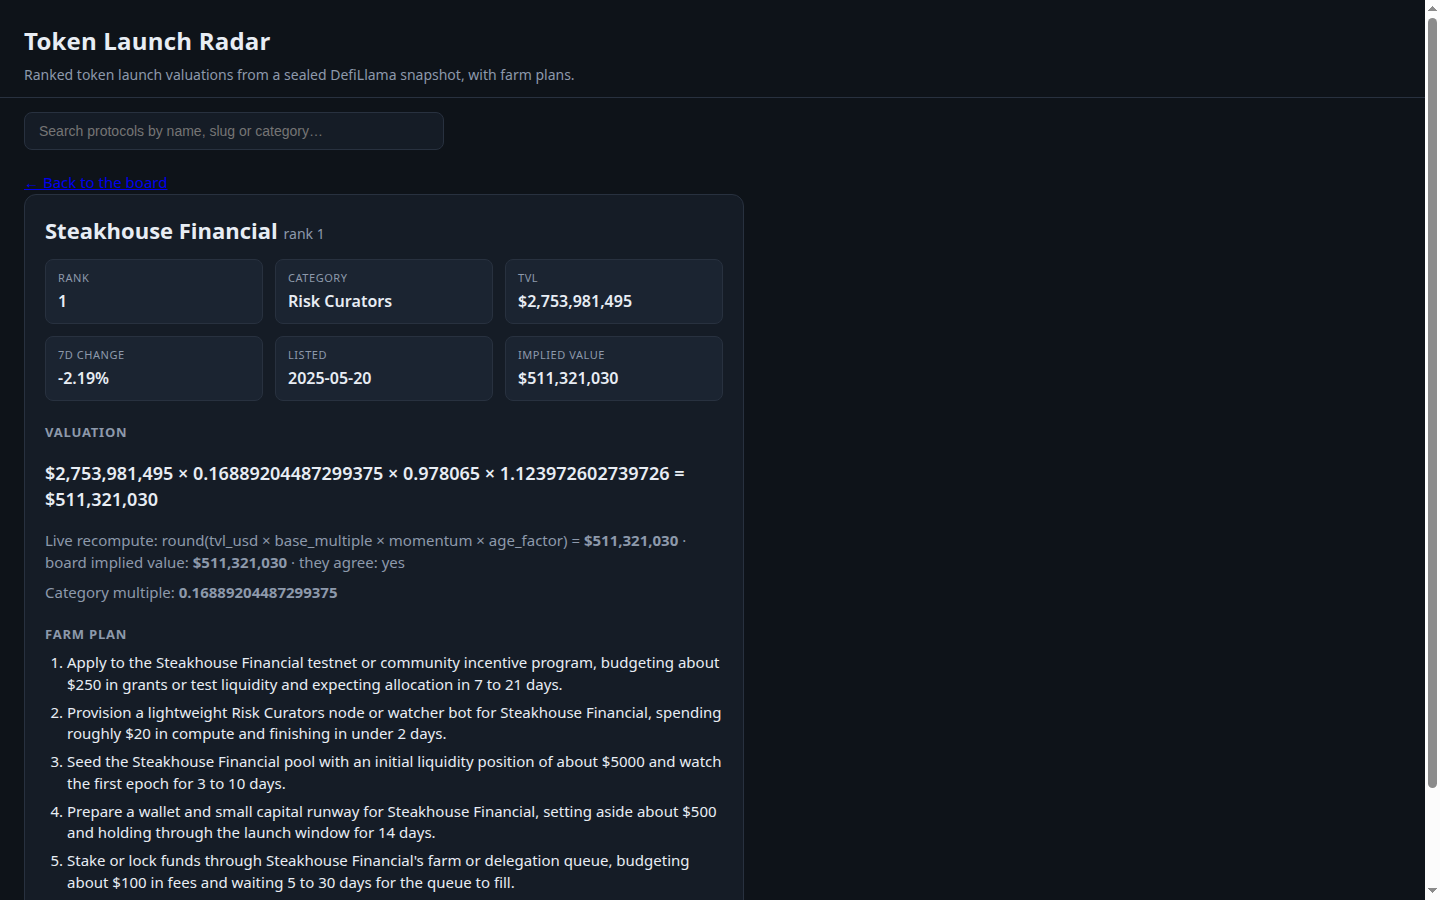 Token Launch Radar
Ranked token launch valuations from a sealed DefiLlama snapshot, with farm plans.
Search protocols by name, slug or category…
← Back to the board
Steakhouse Financial rank 1
RANK
1
CATEGORY
Risk Curators
TVL
$2,753,981,495
7D CHANGE
-2.19%
LISTED
2025-05-20
IMPLIED VALUE
$511,321,030
VALUATION
$2,753,981,495 × 0.16889204487299375 × 0.978065 × 1.123972602739726 =
$511,321,030
Live recompute: round(tvl_usd × base_multiple × momentum × age_factor) = $511,321,030 ·
board implied value: $511,321,030 · they agree: yes
Category multiple: 0.16889204487299375
FARM PLAN
1. Apply to the Steakhouse Financial testnet or community incentive program, budgeting about
$250 in grants or test liquidity and expecting allocation in 7 to 21 days.
2. Provision a lightweight Risk Curators node or watcher bot for Steakhouse Financial, spending
roughly $20 in compute and finishing in under 2 days.
3. Seed the Steakhouse Financial pool with an initial liquidity position of about $5000 and watch
the first epoch for 3 to 10 days.
4. Prepare a wallet and small capital runway for Steakhouse Financial, setting aside about $500
and holding through the launch window for 14 days.
5. Stake or lock funds through Steakhouse Financial's farm or delegation queue, budgeting
about $100 in fees and waiting 5 to 30 days for the queue to fill.